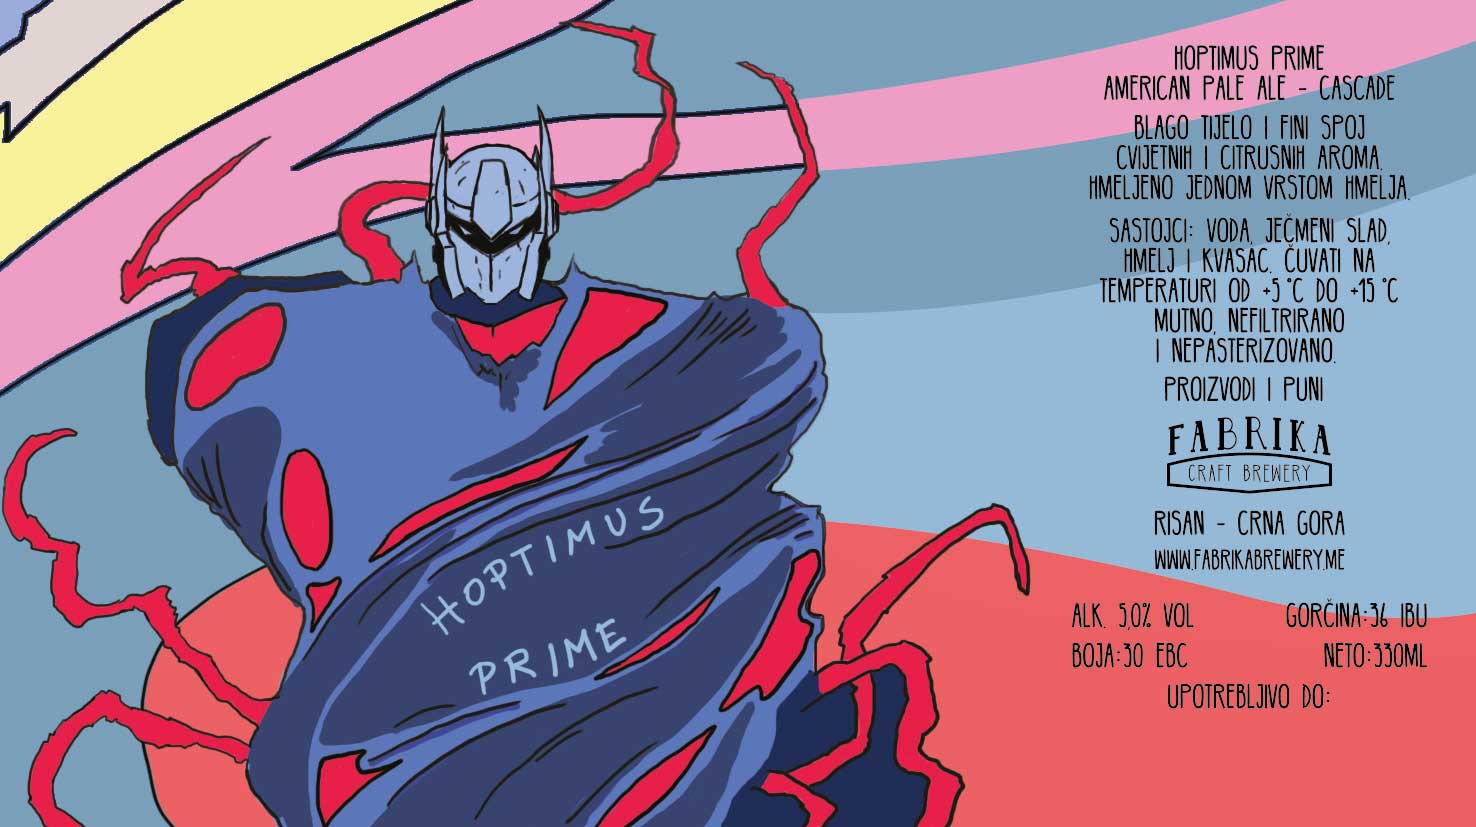 HOPTIMUS
PRIME
HOPTIMUS PRIME
AMERICAN PALE ALE - CASCADE
BLAGO TIJELO I FINI SPOJ
CVIJETNIH I CITRUSNIH AROMA.
HMELJENO JEDNOM VRSTOM HMELJA.
SASTOJCI: VODA, JEČMENI SLAD,
HMELJ I KVASAC. ČUVATI NA
TEMPERATURI OD +5 °C DO +15 °C
MUTNO, NEFILTRIRANO
I NEPASTERIZOVANO.
PROIZVODI I PUNI
FABRIKA
CRAFT BREWERY
RISAN - CRNA GORA
WWW.FABRIKABREWERY.ME
ALK. 5,0% VOL GORČINA:36 IBU
BOJA:30 EBC NETO:330ML
UPOTREBLJIVO DO: